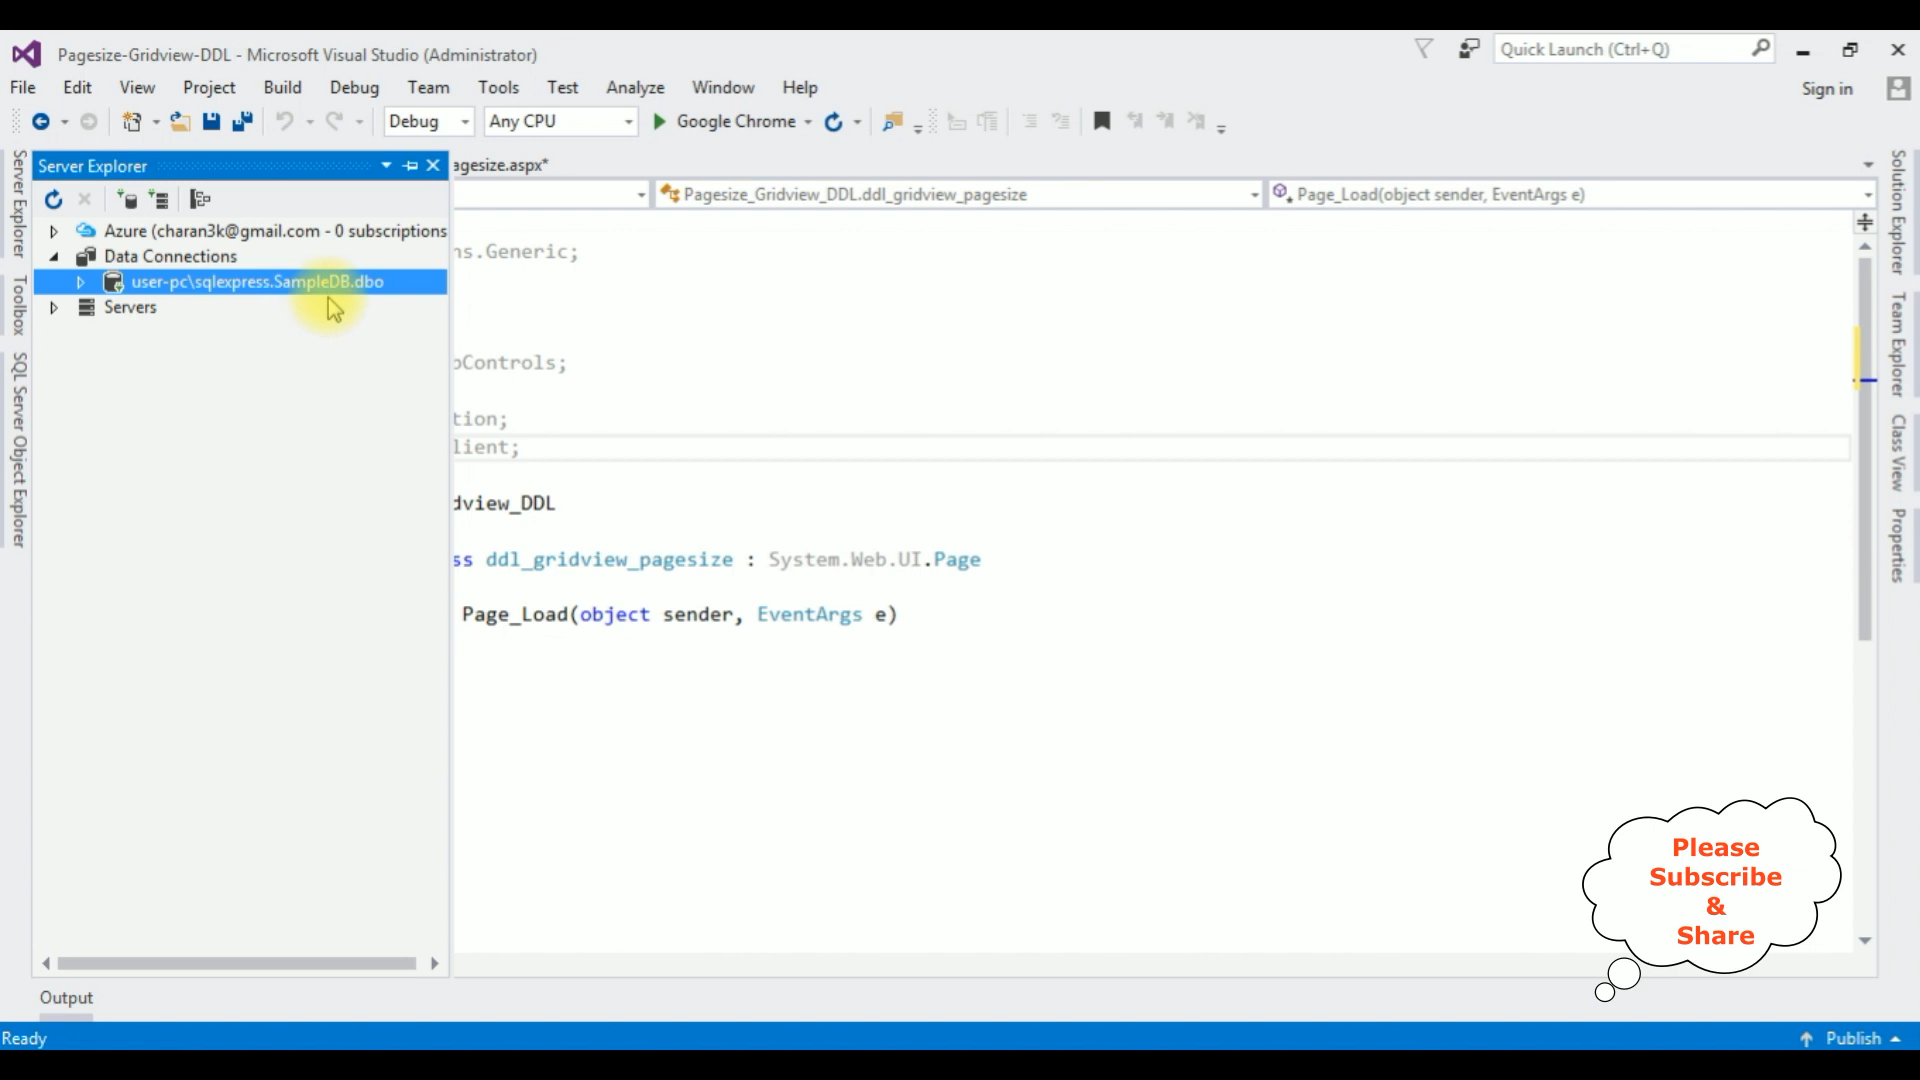 Pagesize-Gridview-DDL - Microsoft Visual Studio (Administrator)
Quick Launch (Ctrl+Q)
File Edit View Project Build Debug Team Tools Test Analyze Window Help
Sign in
Debug Any CPU Google Chrome
Server Explorer
agesize.aspx*
Pagesize_Gridview_DDL.ddl_gridview_pagesize
Page_Load(object sender, EventArgs e)
Azure (charan3k@gmail.com - 0 subscriptions
Data Connections
user-pc\sqlexpress.SampleDB.dbo
Servers
ns.Generic;
oControls;
tion;
lient;
dview_DDL
ss ddl_gridview_pagesize : System.Web.UI.Page
Page_Load(object sender, EventArgs e)
Server Explorer
Toolbox
SQL Server Object Explorer
Solution Explorer
Team Explorer
Class View
Properties
Please
Subscribe
&
Share
Output
Ready
Publish